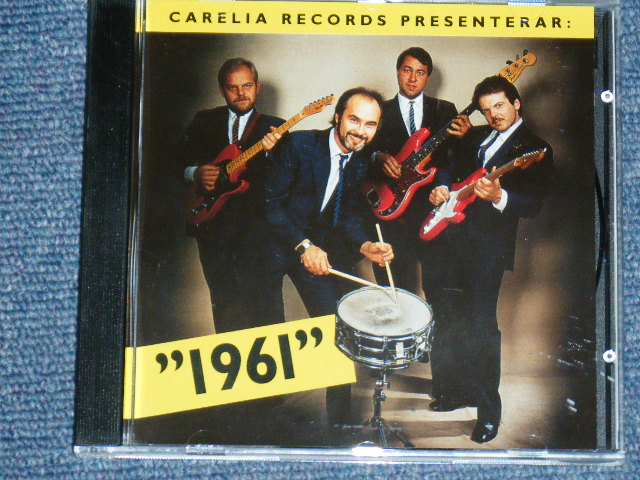 CARELIA RECORDS PRESENTERAR:
"1961"